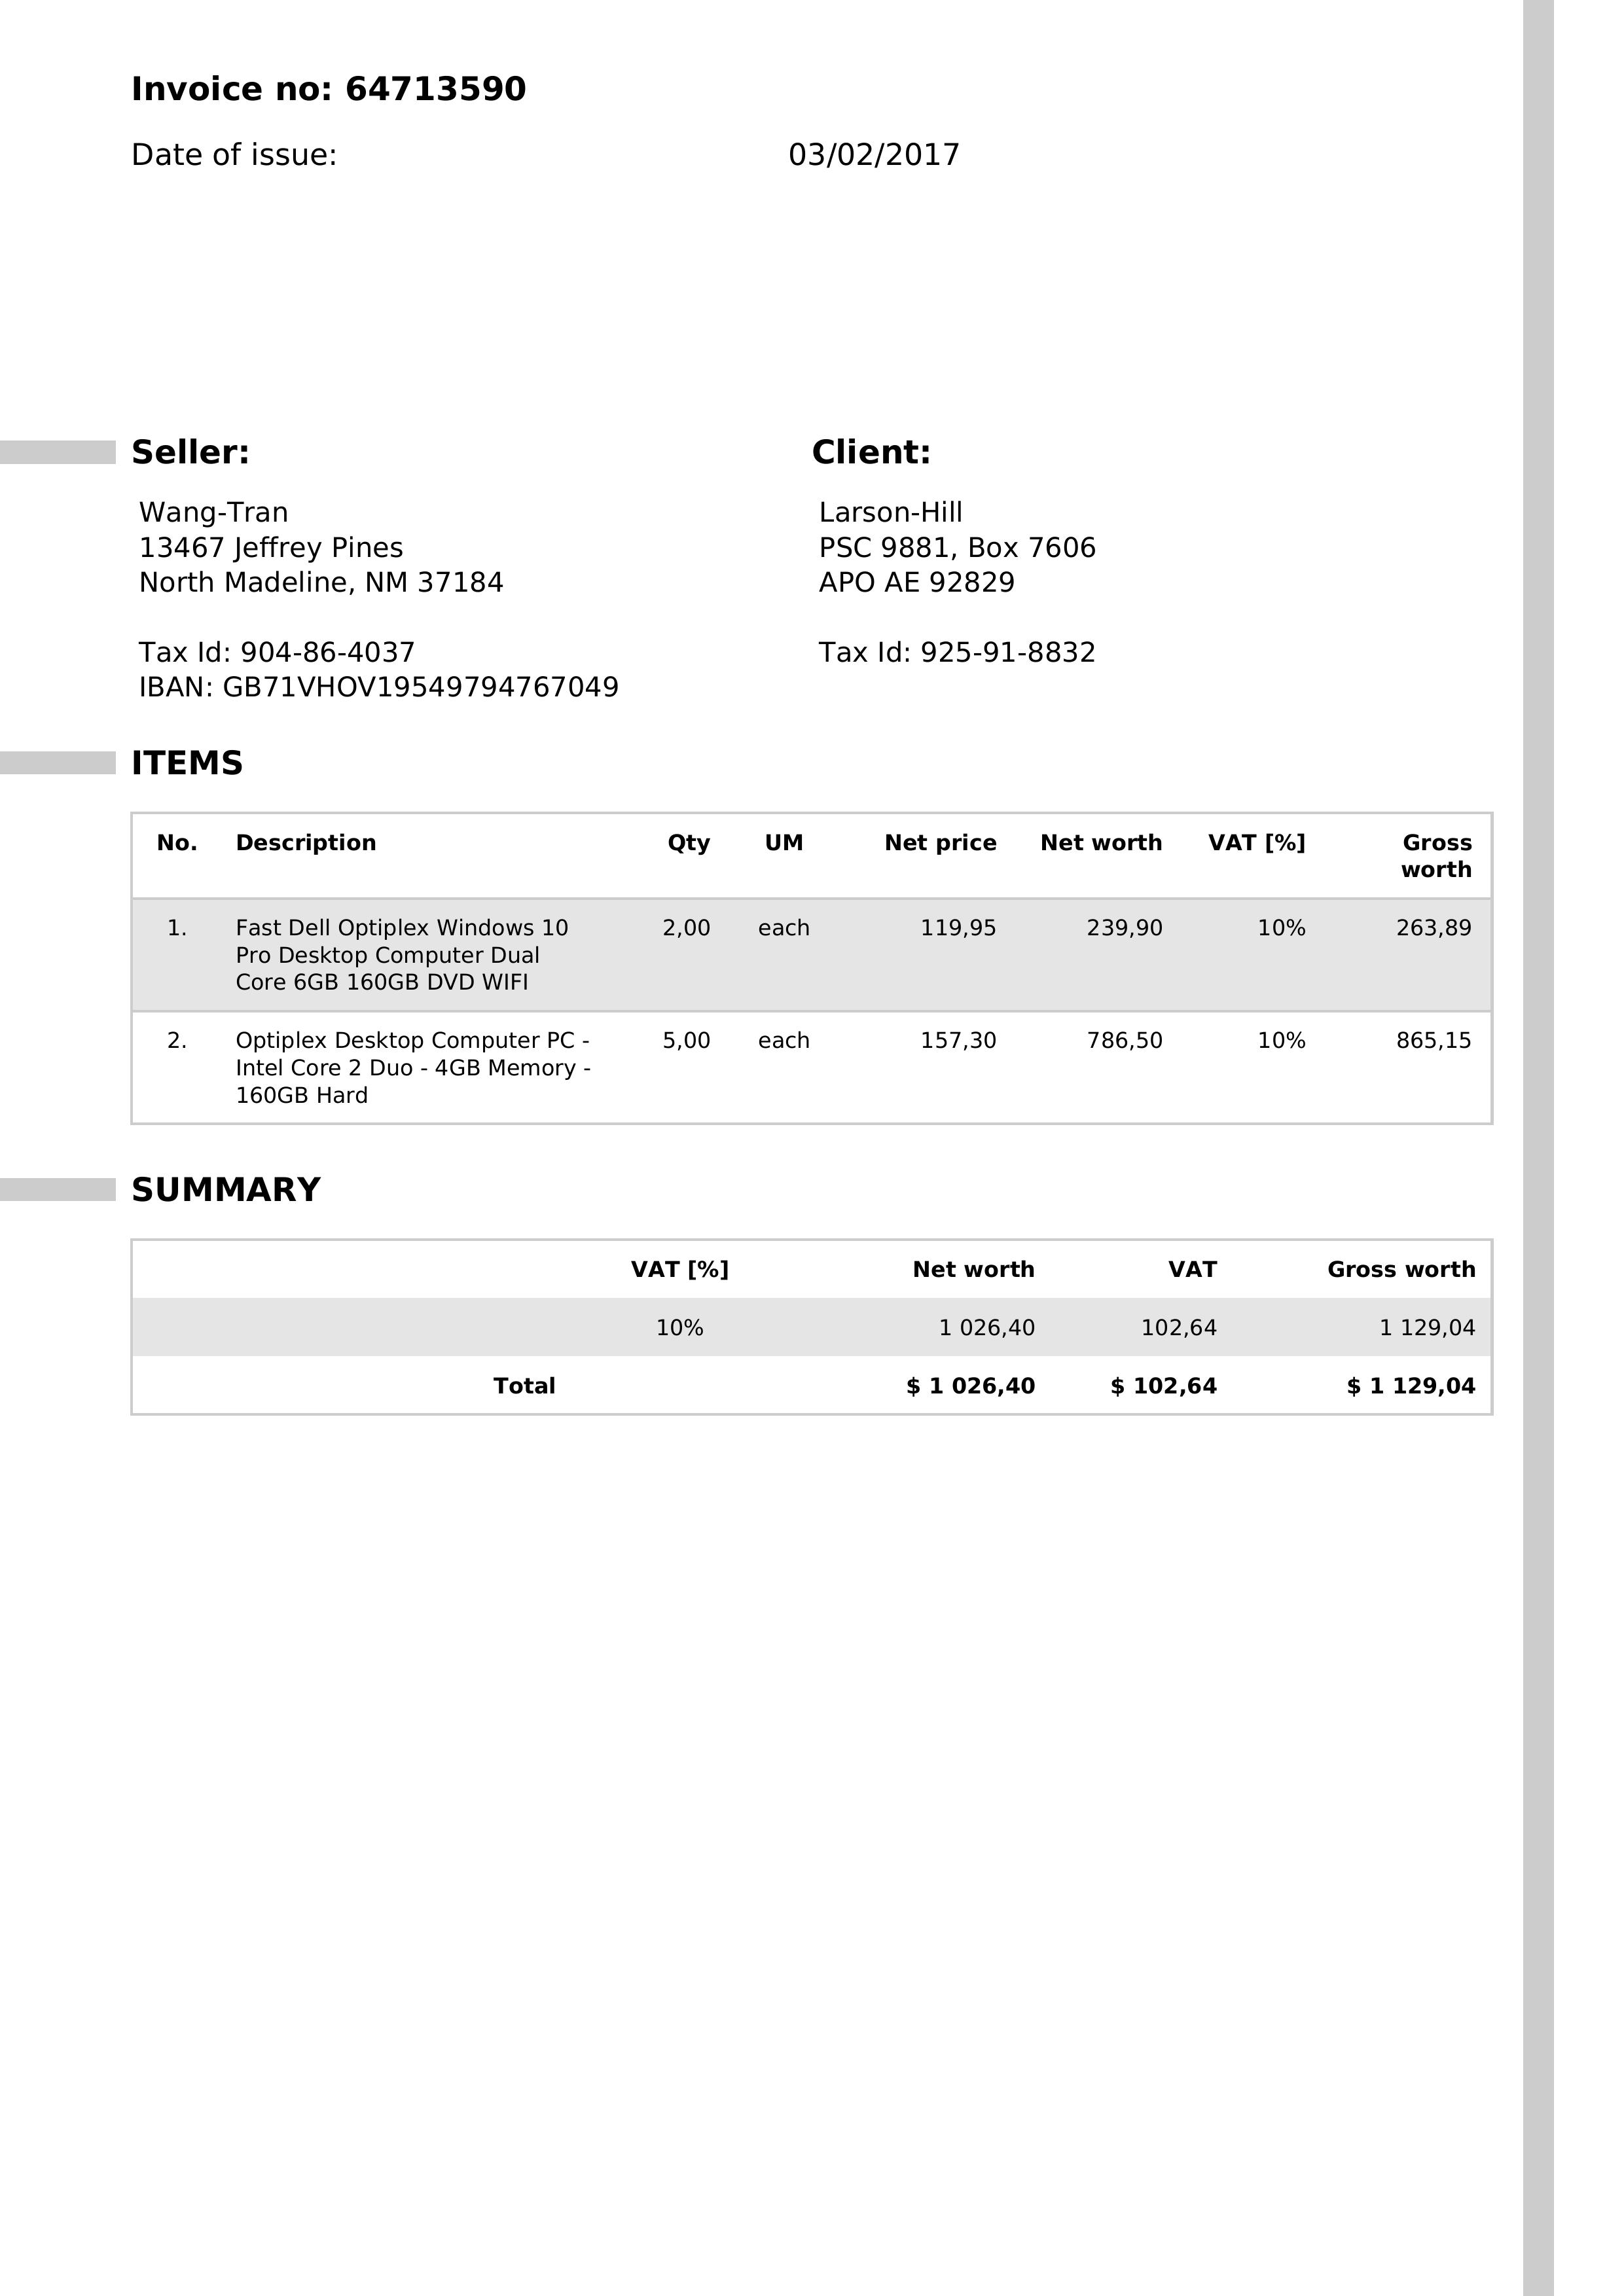 Invoice no: 64713590
Date of issue: 03/02/2017
Seller:
Wang-Tran
13467 Jeffrey Pines
North Madeline, NM 37184
Tax Id: 904-86-4037
IBAN: GB71VHOV19549794767049
Client:
Larson-Hill
PSC 9881, Box 7606
APO AE 92829
Tax Id: 925-91-8832
ITEMS
No. Description Qty UM Net price Net worth VAT [%] Gross
worth
1. Fast Dell Optiplex Windows 10 2,00 each 119,95 239,90 10% 263,89
Pro Desktop Computer Dual
Core 6GB 160GB DVD WIFI
2. Optiplex Desktop Computer PC - 5,00 each 157,30 786,50 10% 865,15
Intel Core 2 Duo - 4GB Memory -
160GB Hard
SUMMARY
VAT [%] Net worth VAT Gross worth
10% 1 026,40 102,64 1 129,04
Total $ 1 026,40 $ 102,64 $ 1 129,04